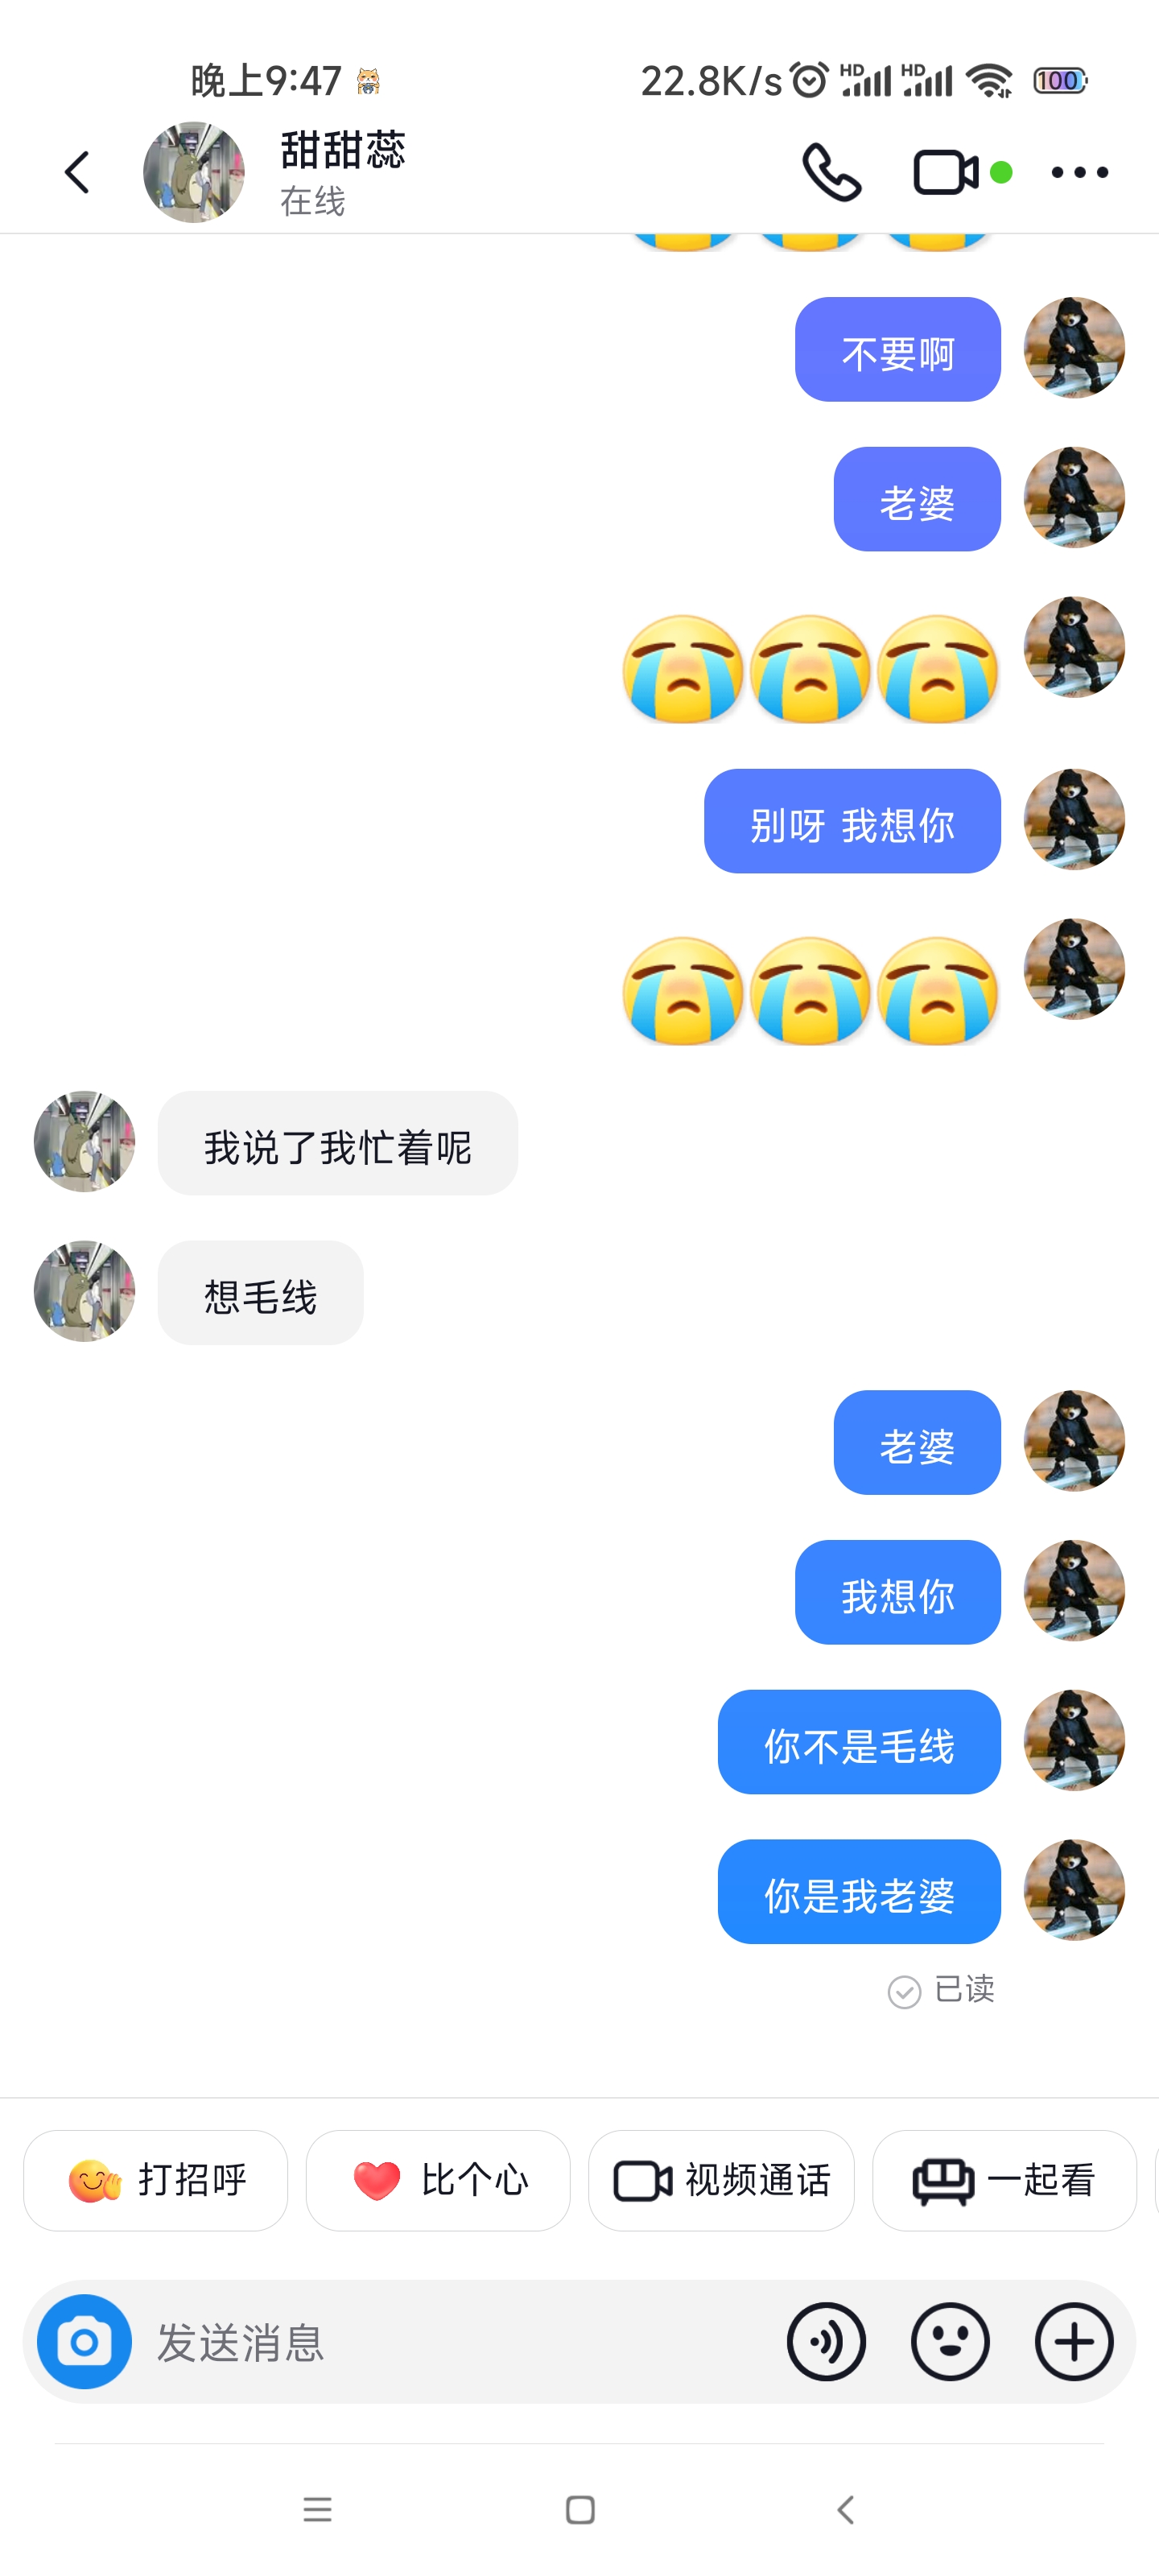 晚上9:47 22.8K/s HD HD 100
甜甜蕊
在线
不要啊
老婆
别呀 我想你
我说了我忙着呢
想毛线
老婆
我想你
你不是毛线
你是我老婆
已读
打招呼 比个心 视频通话 一起看
发送消息